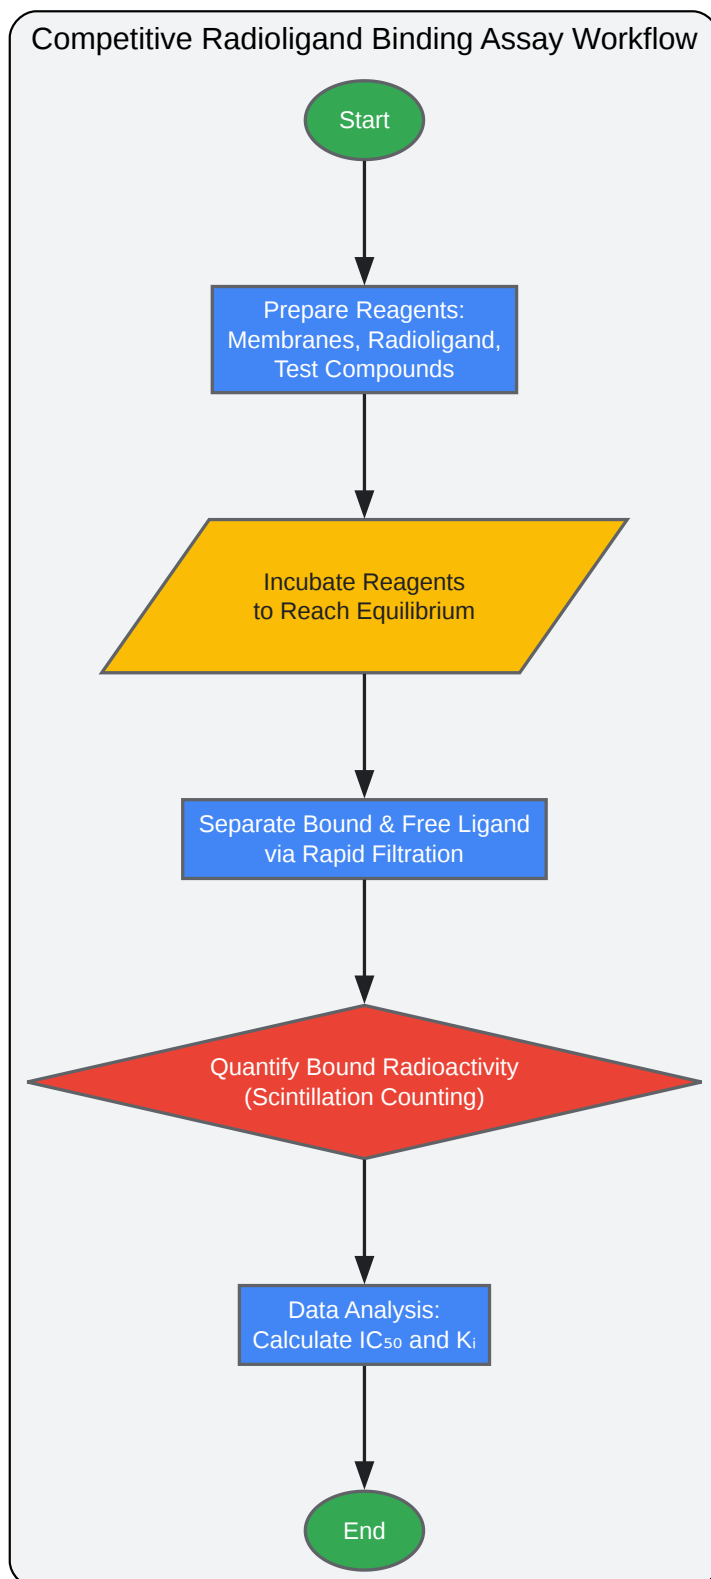 Competitive Radioligand Binding Assay Workflow
Start
Prepare Reagents:
Membranes, Radioligand,
Test Compounds
Incubate Reagents
to Reach Equilibrium
Separate Bound & Free Ligand
via Rapid Filtration
Quantify Bound Radioactivity
(Scintillation Counting)
Data Analysis:
Calculate IC₅₀ and Kᵢ
End